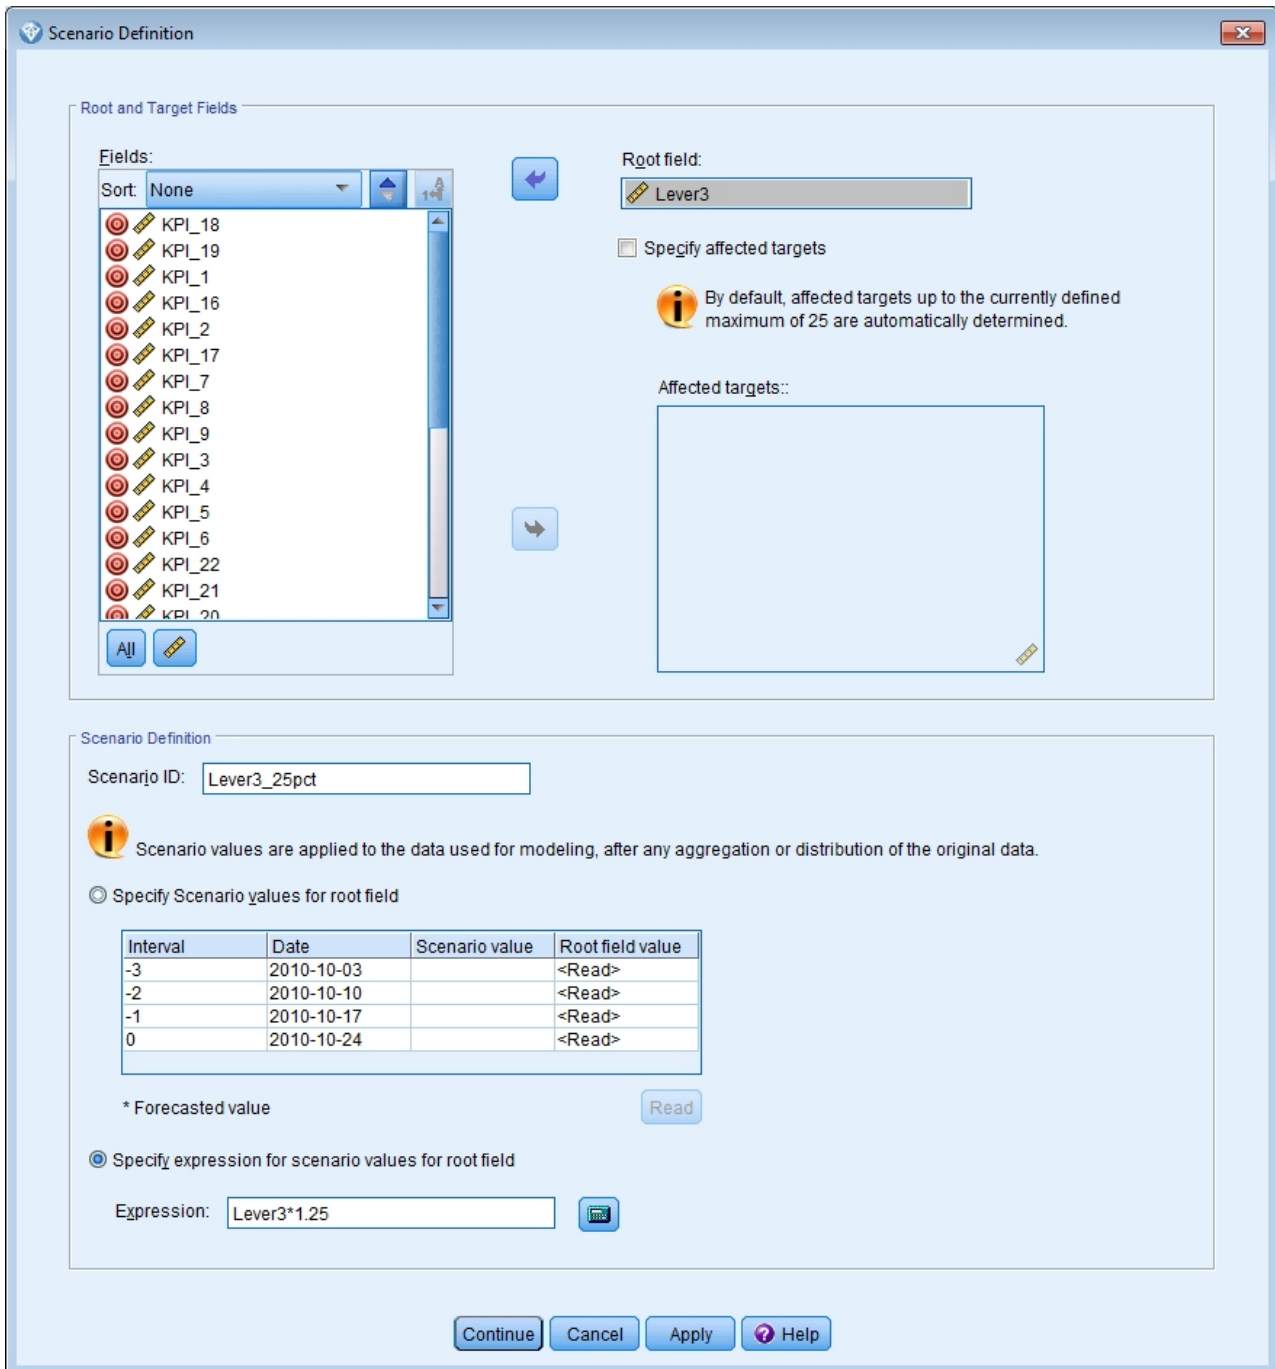 Scenario Definition
Root and Target Fields
Fields:
Sort: None
KPI_18
KPI_19
KPI_1
KPI_16
KPI_2
KPI_17
KPI_7
KPI_8
KPI_9
KPI_3
KPI_4
KPI_5
KPI_6
KPI_22
KPI_21
KPI_20
All
Root field:
Lever3
Specify affected targets
By default, affected targets up to the currently defined
maximum of 25 are automatically determined.
Affected targets::
Scenario Definition
Scenario ID: Lever3_25pct
Scenario values are applied to the data used for modeling, after any aggregation or distribution of the original data.
Specify Scenario values for root field
Interval Date Scenario value Root field value
-3 2010-10-03 <Read>
-2 2010-10-10 <Read>
-1 2010-10-17 <Read>
0 2010-10-24 <Read>
* Forecasted value Read
Specify expression for scenario values for root field
Expression: Lever3*1.25
Continue Cancel Apply Help